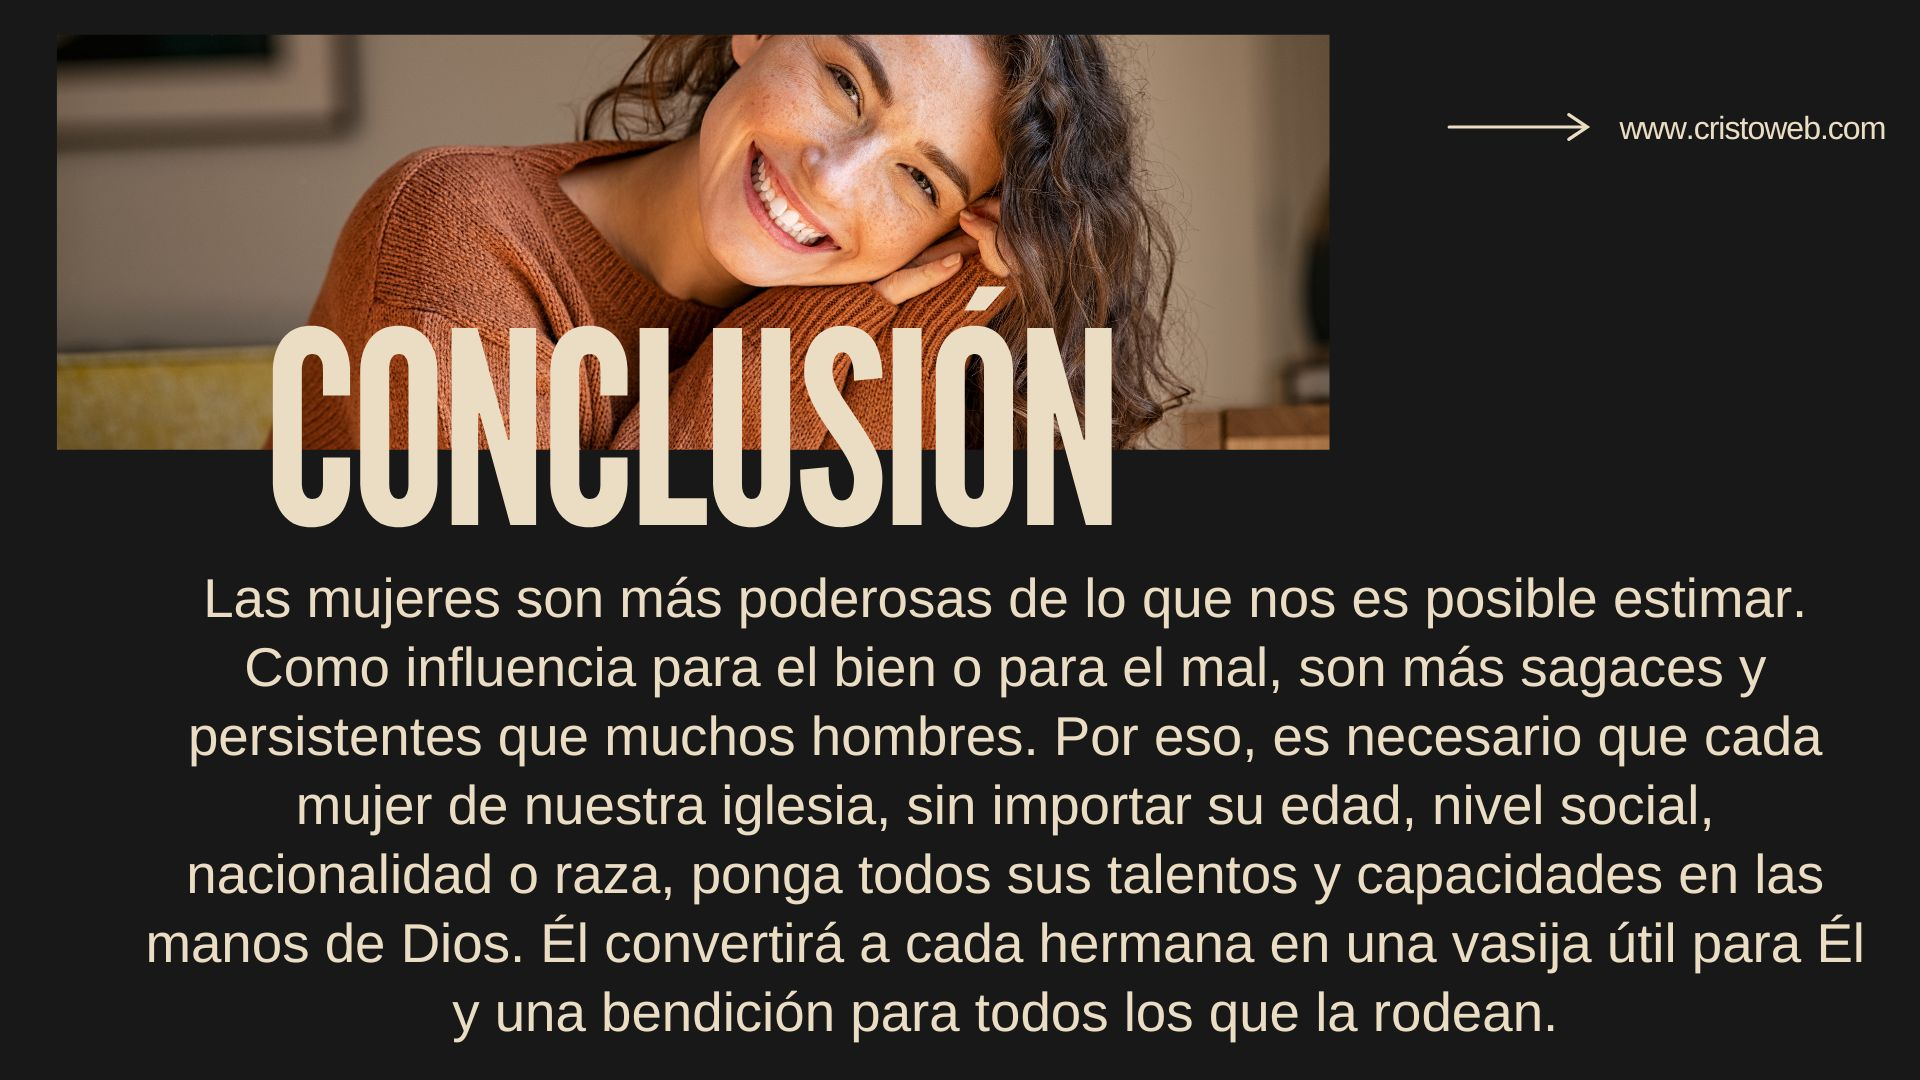 www.cristoweb.com
CONCLUSIÓN
Las mujeres son más poderosas de lo que nos es posible estimar.
Como influencia para el bien o para el mal, son más sagaces y
persistentes que muchos hombres. Por eso, es necesario que cada
mujer de nuestra iglesia, sin importar su edad, nivel social,
nacionalidad o raza, ponga todos sus talentos y capacidades en las
manos de Dios. Él convertirá a cada hermana en una vasija útil para Él
y una bendición para todos los que la rodean.